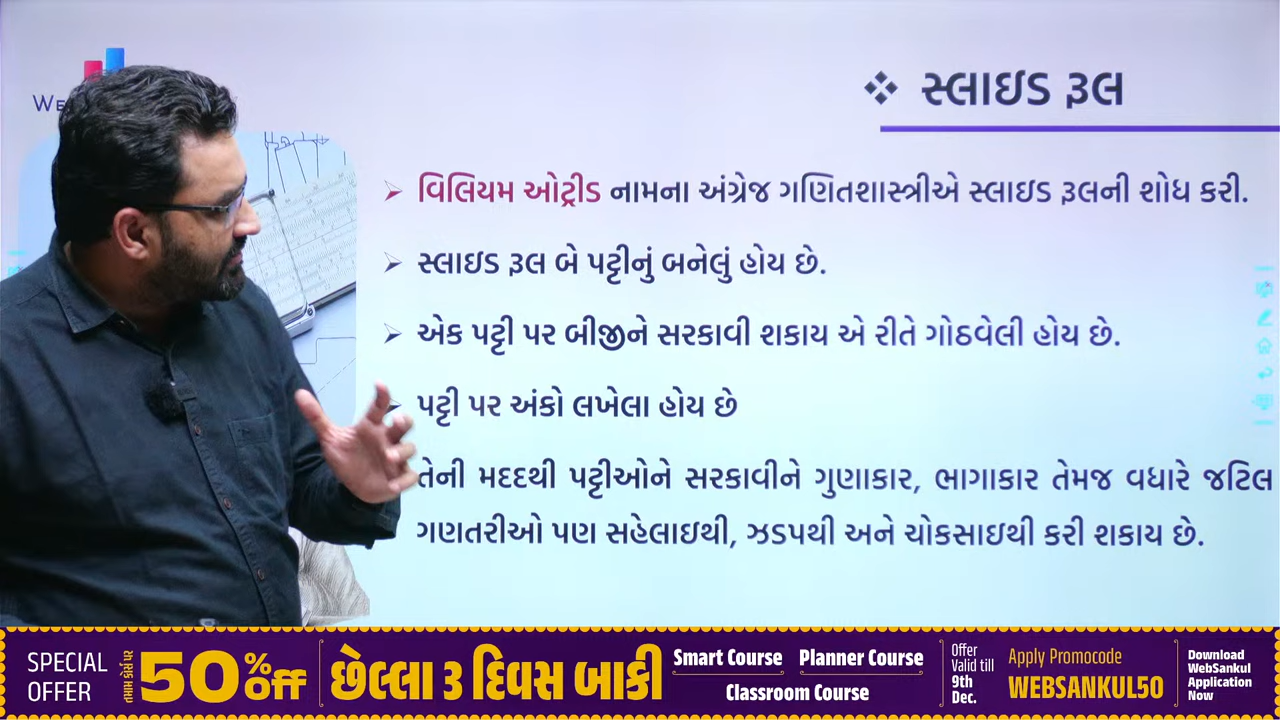 ❖ સ્લાઇડ રૂલ
➢ વિલિયમ ઓટ્રીડ નામના અંગ્રેજ ગણિતશાસ્ત્રીએ સ્લાઇડ રૂલની શોધ કરી.
➢ સ્લાઇડ રૂલ બે પટ્ટીનું બનેલું હોય છે.
➢ એક પટ્ટી પર બીજીને સરકાવી શકાય એ રીતે ગોઠવેલી હોય છે.
➢ પટ્ટી પર અંકો લખેલા હોય છે
તેની મદદથી પટ્ટીઓને સરકાવીને ગુણાકાર, ભાગાકાર તેમજ વધારે જટિલ
ગણતરીઓ પણ સહેલાઇથી, ઝડપથી અને ચોકસાઇથી કરી શકાય છે.
SPECIAL
OFFER
તમામ કોર્સ પર
50% off
છેલ્લા 3 દિવસ બાકી
Smart Course Planner Course
Classroom Course
Offer
Valid till
9th
Dec.
Apply Promocode
WEBSANKUL50
Download
WebSankul
Application
Now